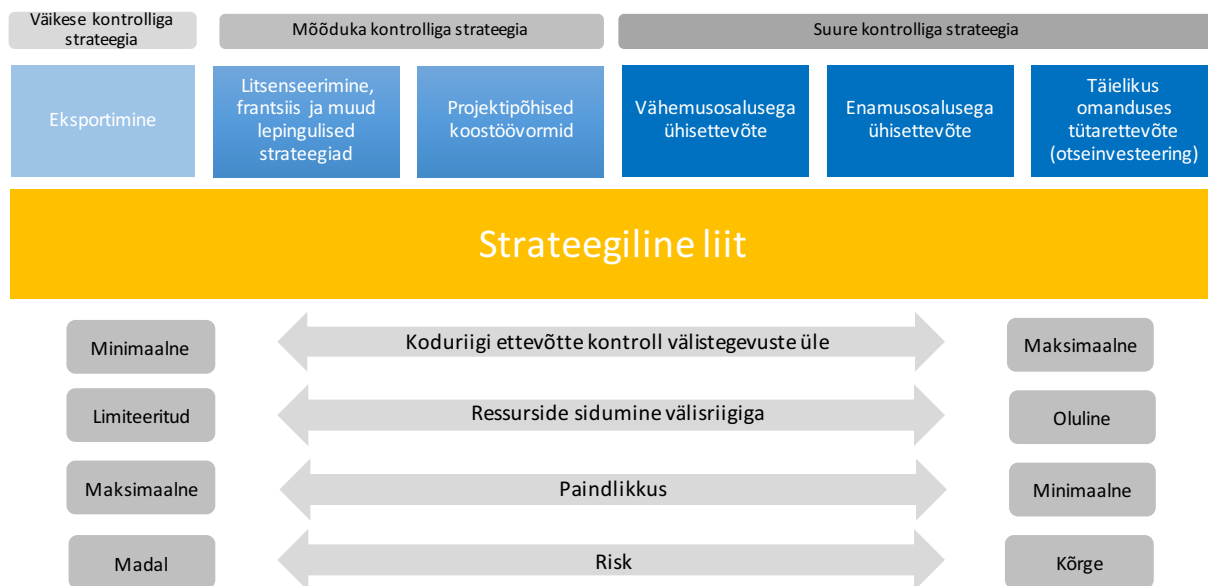 Väikese kontrolliga
strateegia
Mõõduka kontrolliga strateegia
Suure kontrolliga strateegia
Eksportimine
Litsenseerimine,
frantsiis ja muud
lepingulised
strateegiad
Projektipõhised
koostöövormid
Vähemusosalusega
ühisettevõte
Enamusosalusega
ühisettevõte
Täielikus
omanduses
tütarettevõte
(otseinvesteering)
Strateegiline liit
Minimaalne
Koduriigi ettevõtte kontroll välistegevuste üle
Maksimaalne
Limiteeritud
Ressurside sidumine välisriigiga
Oluline
Maksimaalne
Paindlikkus
Minimaalne
Madal
Risk
Kõrge